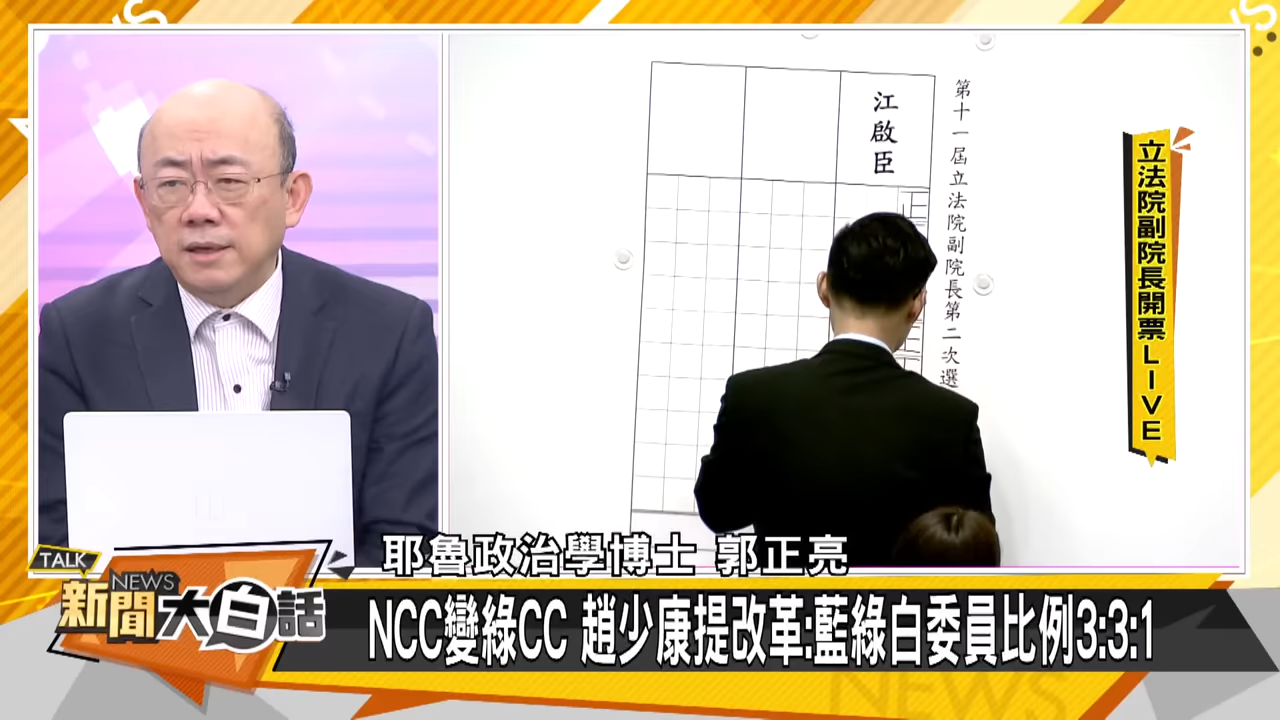 江啟臣
第十一屆立法院副院長第二次選
立法院副院長開票LIVE
耶魯政治學博士 郭正亮
TALK
NEWS
新聞大白話
NCC變綠CC 趙少康提改革:藍綠白委員比例3:3:1
NEWS